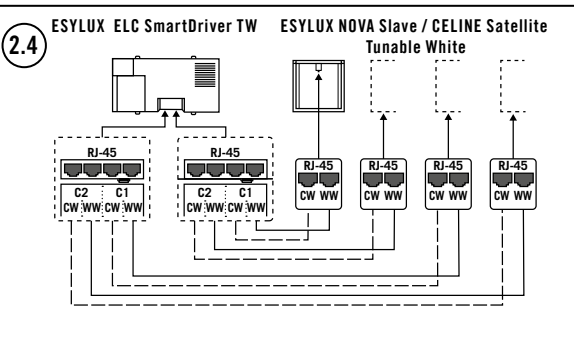 2.4
ESYLUX ELC SmartDriver TW
ESYLUX NOVA Slave / CELINE Satellite
Tunable White
RJ-45
C2 C1
CW WW CW WW
RJ-45
C2 C1
CW WW CW WW
RJ-45
CW WW
RJ-45
CW WW
RJ-45
CW WW
RJ-45
CW WW